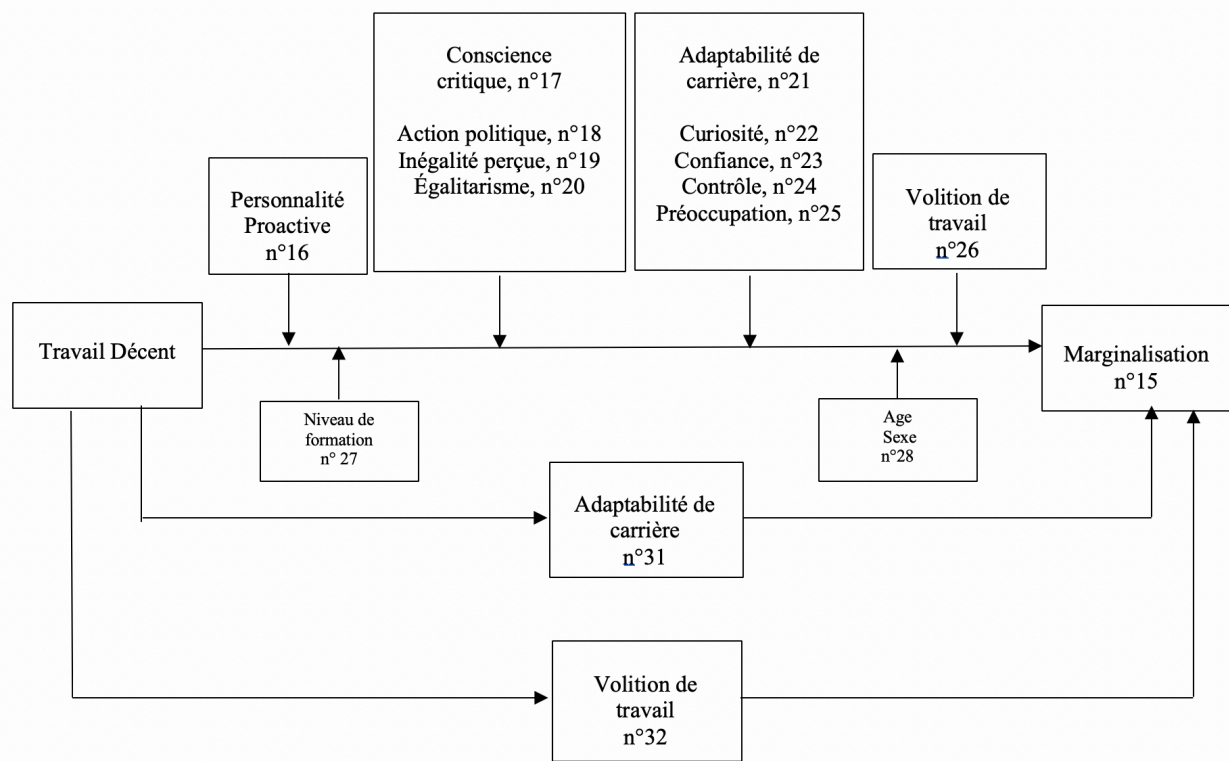 Conscience
critique, n°17
Action politique, n°18
Inégalité perçue, n°19
Égalitarisme, n°20
Adaptabilité de
carrière, n°21
Curiosité, n°22
Confiance, n°23
Contrôle, n°24
Préoccupation, n°25
Personnalité
Proactive
n°16
Volition de
travail
n°26
Travail Décent
Marginalisation
n°15
Niveau de
formation
n° 27
Age
Sexe
n°28
Adaptabilité de
carrière
n°31
Volition de
travail
n°32